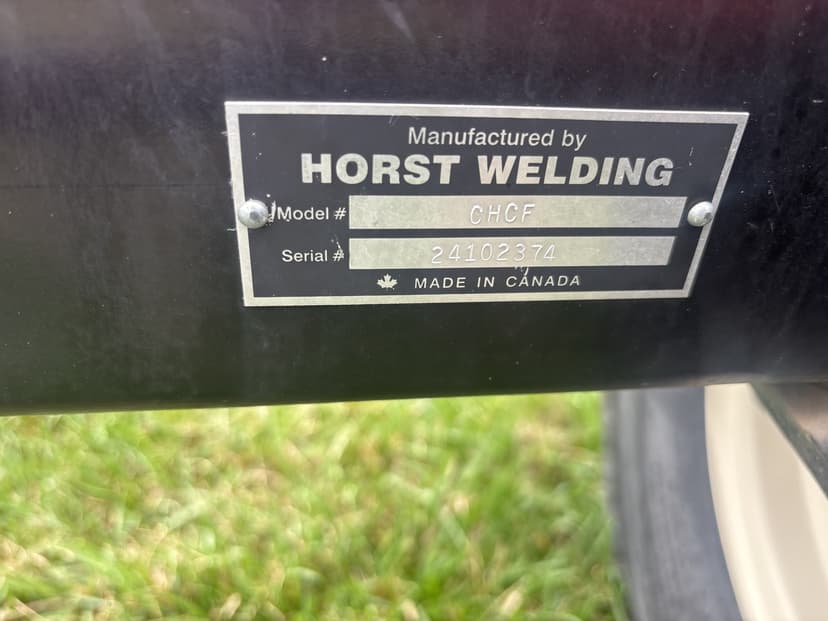 Manufactured by
HORST WELDING
Model # CHCF
Serial # 24102374
MADE IN CANADA